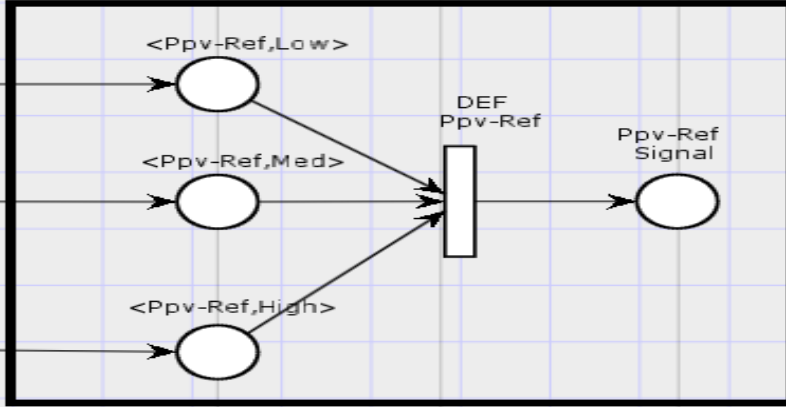 <Ppv-Ref,Low>
DEF
Ppv-Ref
Ppv-Ref
Signal
<Ppv-Ref,Med>
<Ppv-Ref,High>